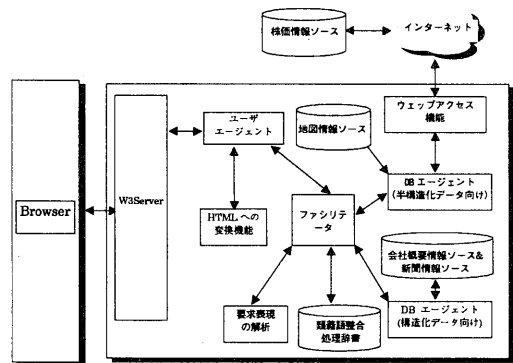 株価情報ソース
インターネット
ウェッブアクセス
機能
ユーザ
エージェント
地図情報ソース
W3Server
Browser
HTMLへの
変換機能
ファシリテ
ータ
DBエージェント
(半構造化データ向け)
会社概要情報ソース&
新聞情報ソース
要求表現
の解析
類義語整合
処理辞書
DBエージェント
(構造化データ向け)